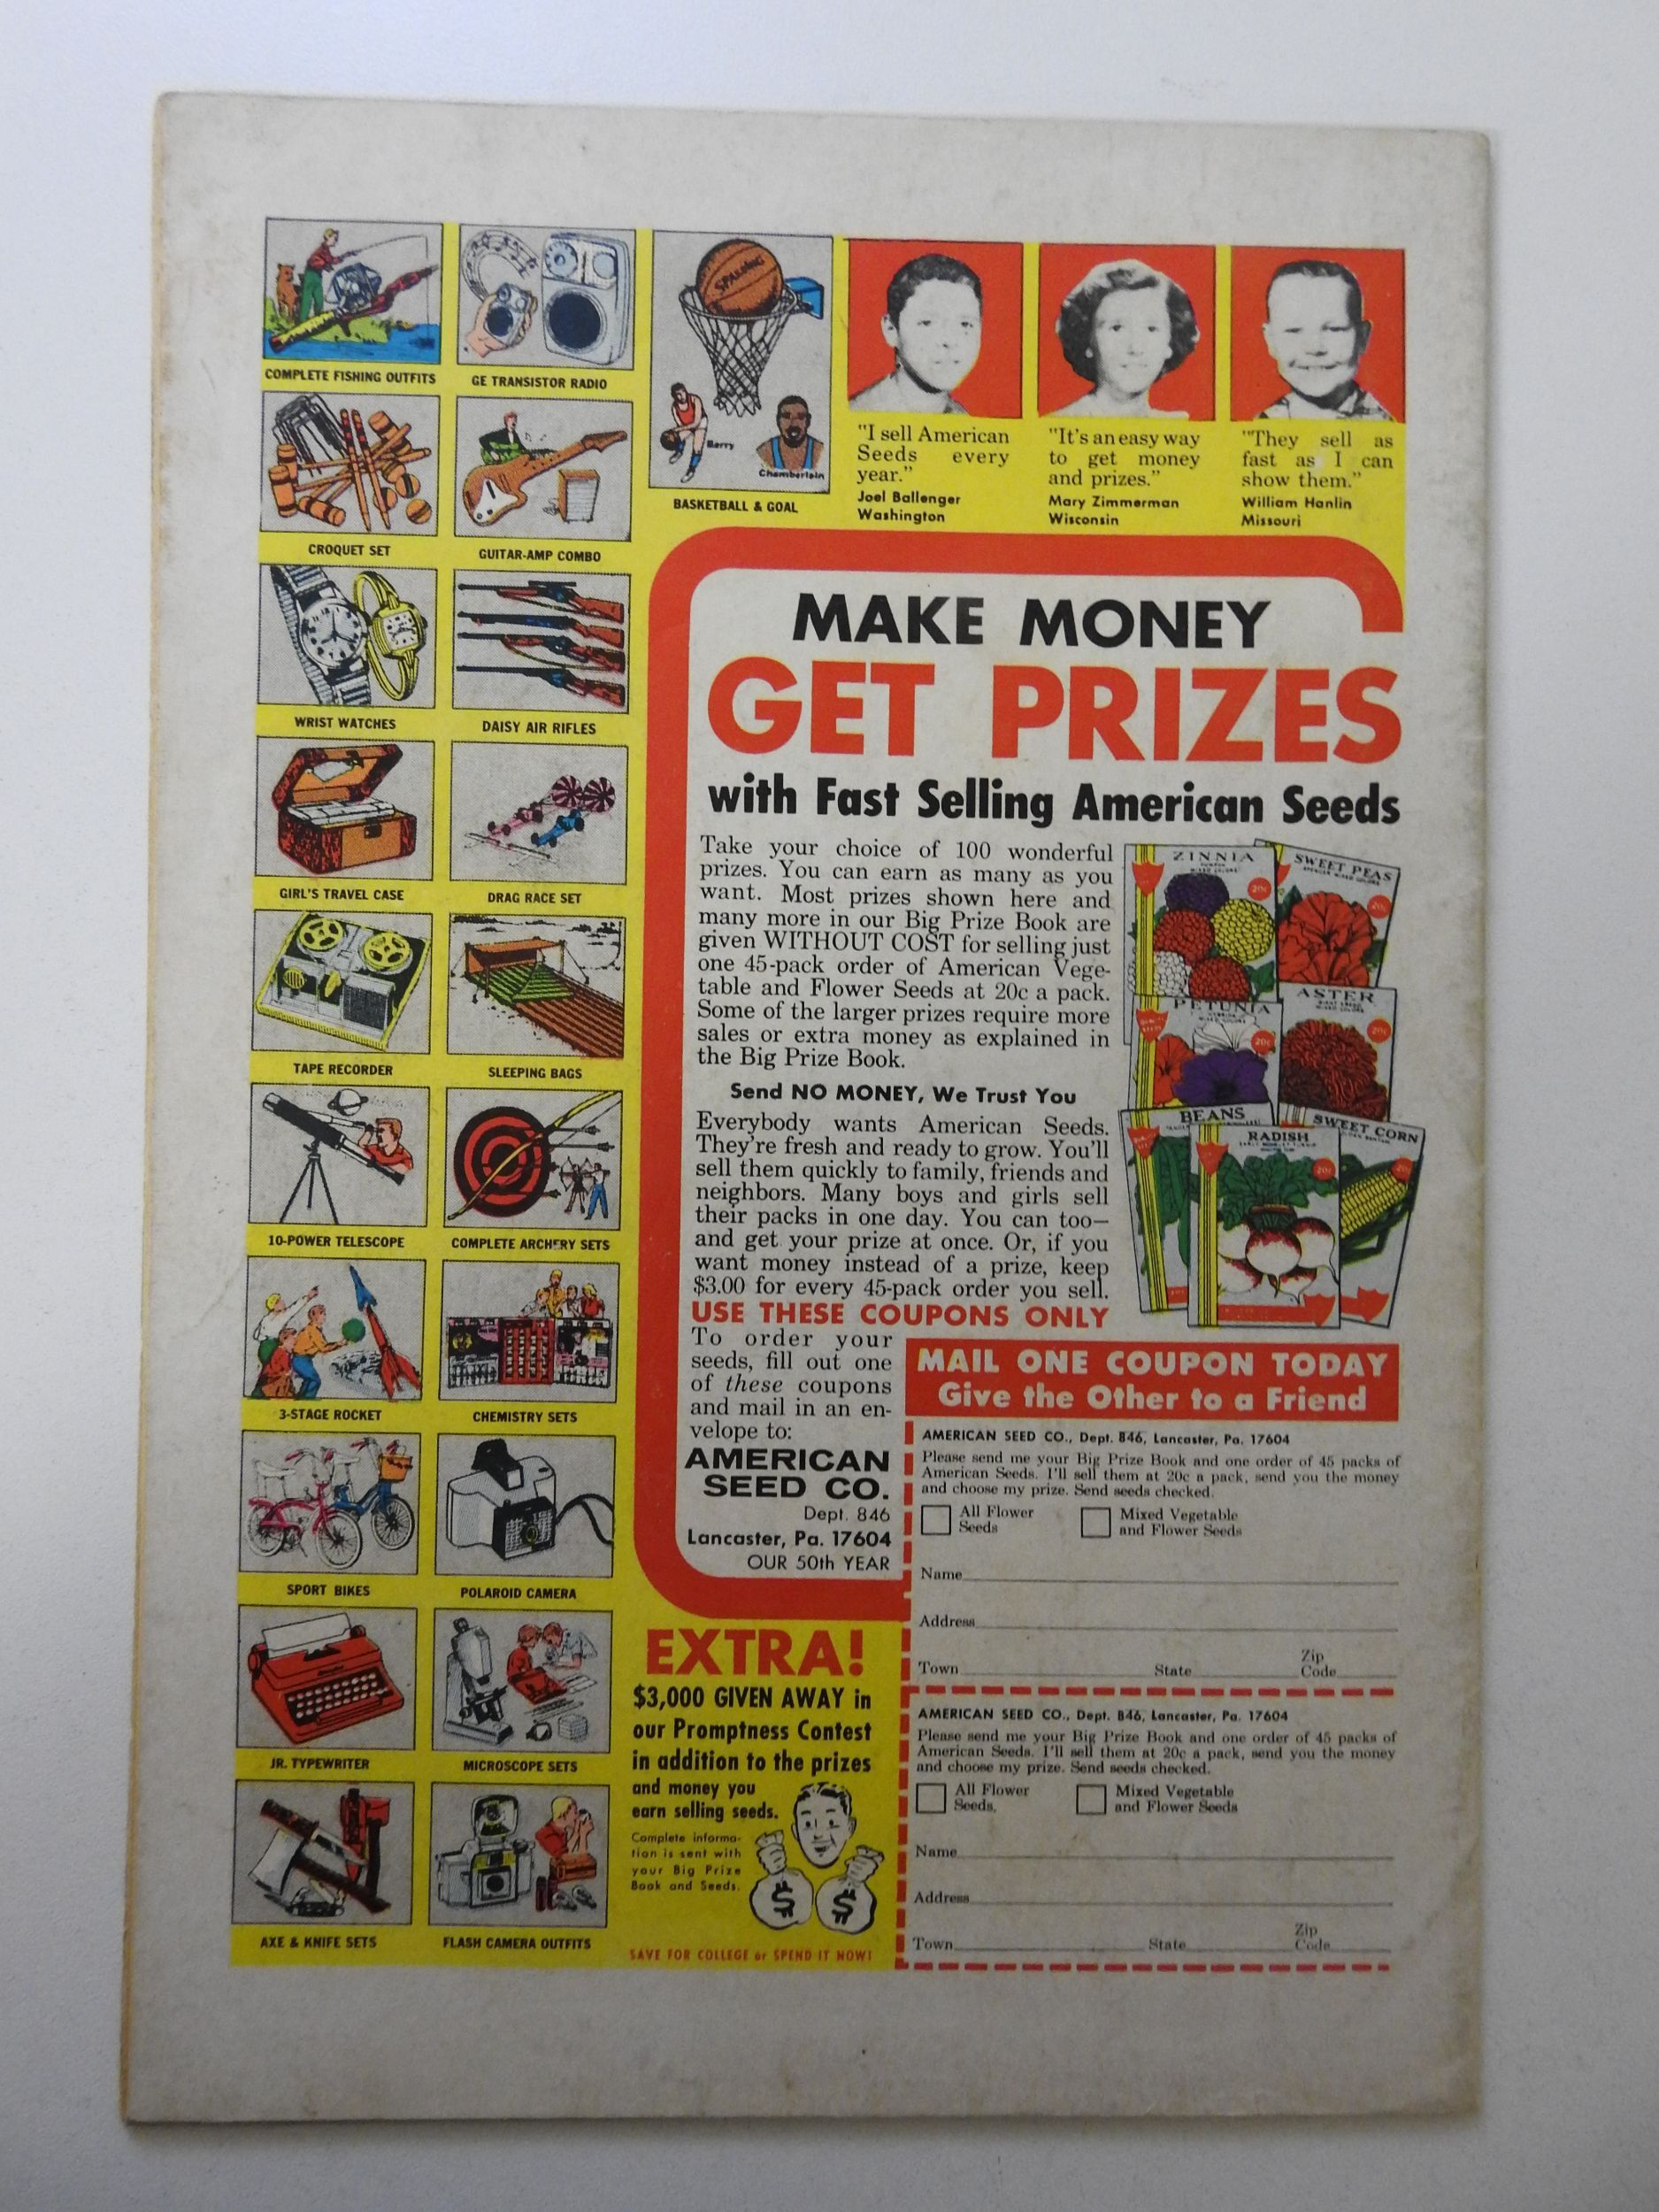 COMPLETE FISHING OUTFITS
GE TRANSISTOR RADIO
SPALDING
Barry
Chamberlain
BASKETBALL & GOAL
CROQUET SET
GUITAR-AMP COMBO
WRIST WATCHES
DAISY AIR RIFLES
GIRL'S TRAVEL CASE
DRAG RACE SET
TAPE RECORDER
SLEEPING BAGS
10-POWER TELESCOPE
COMPLETE ARCHERY SETS
3-STAGE ROCKET
CHEMISTRY SETS
SPORT BIKES
POLAROID CAMERA
JR. TYPEWRITER
MICROSCOPE SETS
AXE & KNIFE SETS
FLASH CAMERA OUTFITS
"I sell American
Seeds every
year."
Joel Ballenger
Washington
"It's an easy way
to get money
and prizes."
Mary Zimmerman
Wisconsin
"They sell as
fast as I can
show them."
William Hanlin
Missouri
MAKE MONEY
GET PRIZES
with Fast Selling American Seeds
Take your choice of 100 wonderful
prizes. You can earn as many as you
want. Most prizes shown here and
many more in our Big Prize Book are
given WITHOUT COST for selling just
one 45-pack order of American Vege-
table and Flower Seeds at 20c a pack.
Some of the larger prizes require more
sales or extra money as explained in
the Big Prize Book.
Send NO MONEY, We Trust You
Everybody wants American Seeds.
They're fresh and ready to grow. You'll
sell them quickly to family, friends and
neighbors. Many boys and girls sell
their packs in one day. You can too—
and get your prize at once. Or, if you
want money instead of a prize, keep
$3.00 for every 45-pack order you sell.
USE THESE COUPONS ONLY
To order your
seeds, fill out one
of these coupons
and mail in an en-
velope to:
AMERICAN
SEED CO.
Dept. 846
Lancaster, Pa. 17604
OUR 50th YEAR
ZINNIA
20c
SWEET PEAS
20c
PETUNIA
20c
ASTER
20c
BEANS
RADISH
20c
SWEET CORN
20c
MAIL ONE COUPON TODAY
Give the Other to a Friend
AMERICAN SEED CO., Dept. 846, Lancaster, Pa. 17604
Please send me your Big Prize Book and one order of 45 packs of
American Seeds. I'll sell them at 20c a pack, send you the money
and choose my prize. Send seeds checked.
All Flower
Seeds
Mixed Vegetable
and Flower Seeds
Name
Address
Town State Zip
Code
AMERICAN SEED CO., Dept. 846, Lancaster, Pa. 17604
Please send me your Big Prize Book and one order of 45 packs of
American Seeds. I'll sell them at 20c a pack, send you the money
and choose my prize. Send seeds checked.
All Flower
Seeds,
Mixed Vegetable
and Flower Seeds
Name
Address
Town State Zip
Code
EXTRA!
$3,000 GIVEN AWAY in
our Promptness Contest
in addition to the prizes
and money you
earn selling seeds.
Complete informa-
tion is sent with
your Big Prize
Book and Seeds.
$ $
SAVE FOR COLLEGE or SPEND IT NOW!